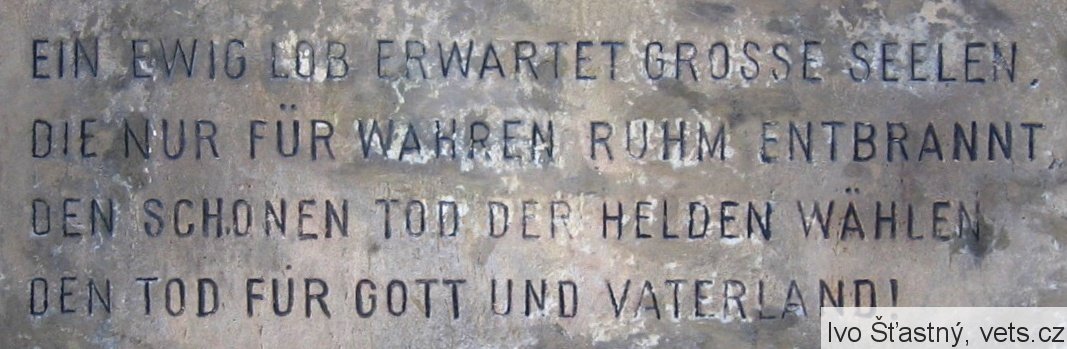 EIN EWIG LOB ERWARTET GROSSE SEELEN,
DIE NUR FÜR WAHREN RUHM ENTBRANNT,
DEN SCHONEN TOD DER HELDEN WÄHLEN
DEN TOD FÜR GOTT UND VATERLAND!
Ivo Šťastný, vets.cz